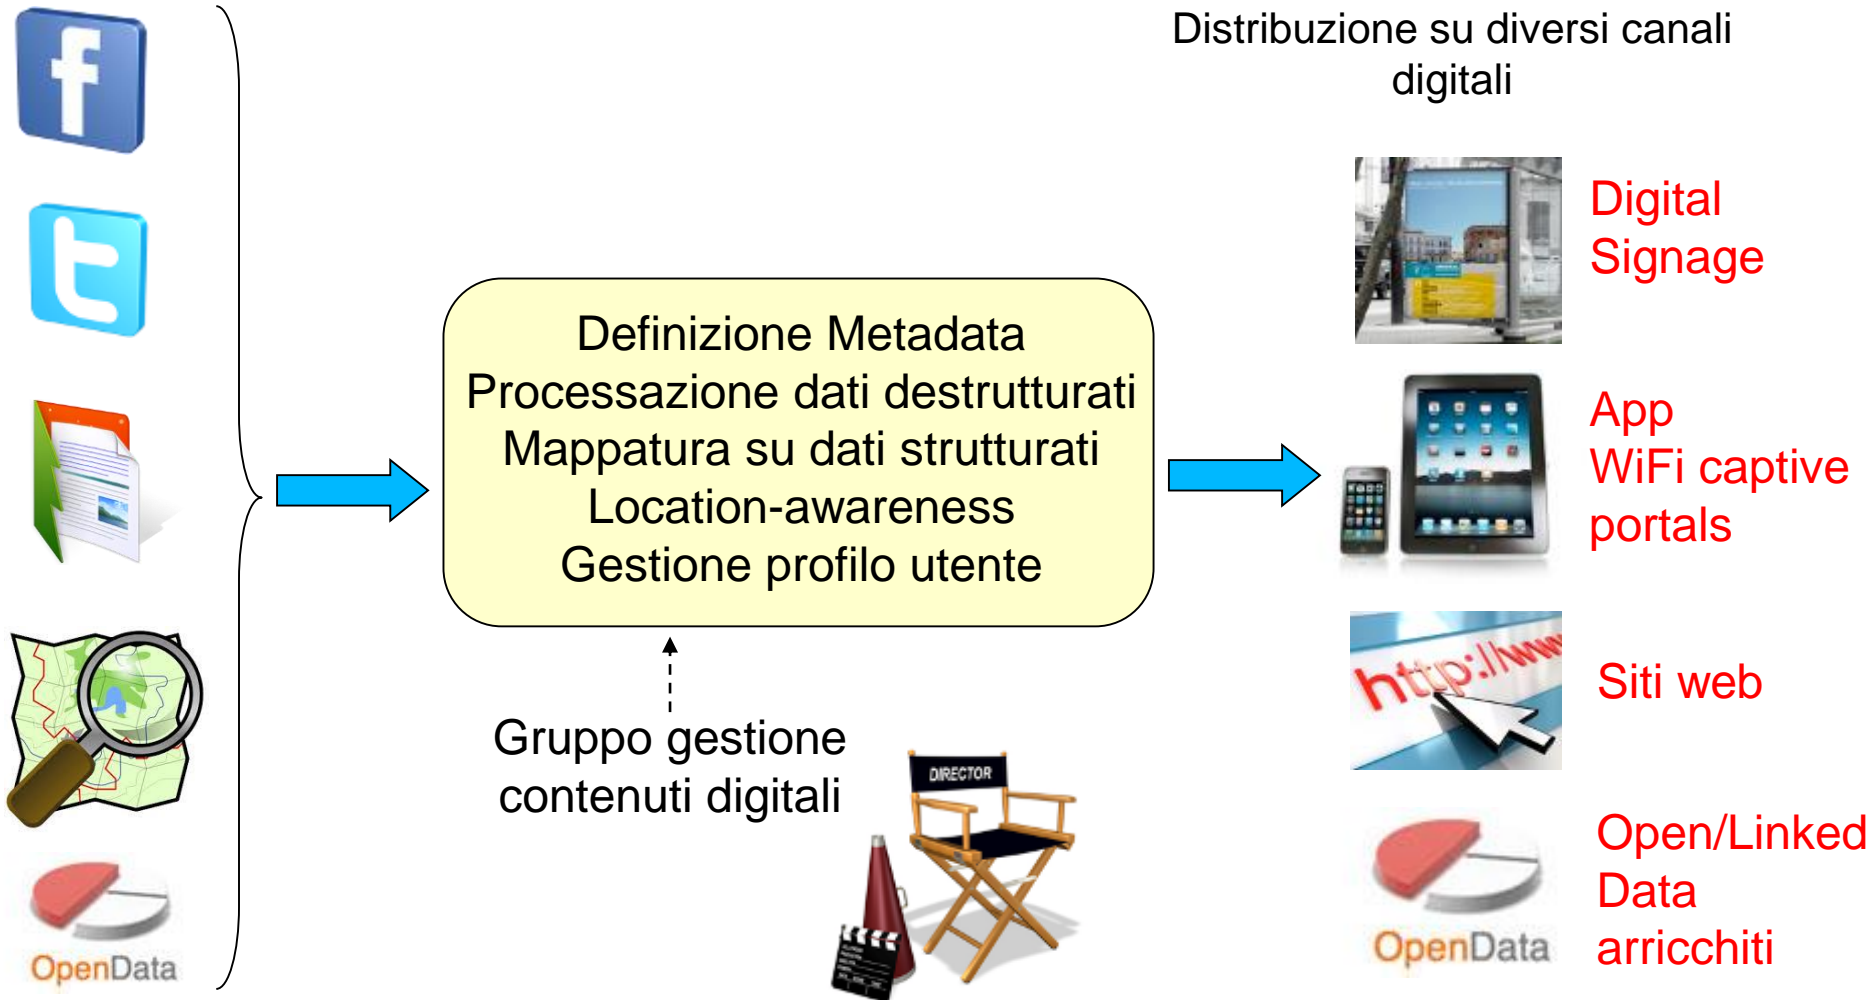 Distribuzione su diversi canali
digitali
f
t
Definizione Metadata
Processazione dati destrutturati
Mappatura su dati strutturati
Location-awareness
Gestione profilo utente
Gruppo gestione
contenuti digitali
DIRECTOR
OpenData
Digital
Signage
App
WiFi captive
portals
http://www
Siti web
OpenData
Open/Linked
Data
arricchiti